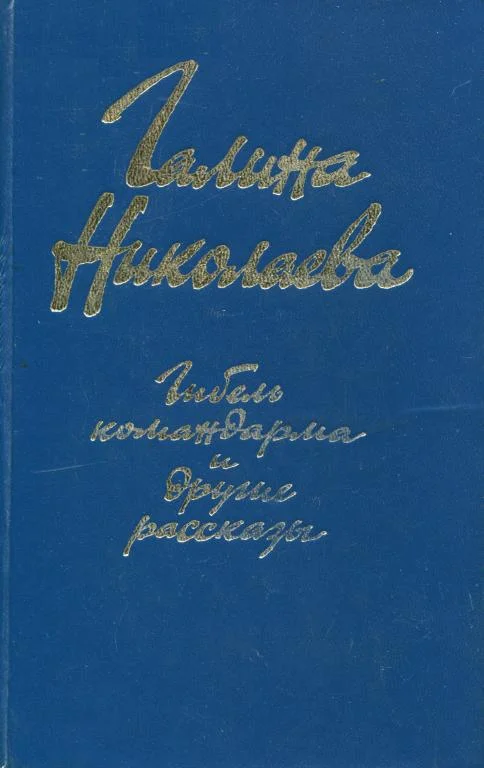 Галина
Николаева
Гибель
командарма
и
другие
рассказы